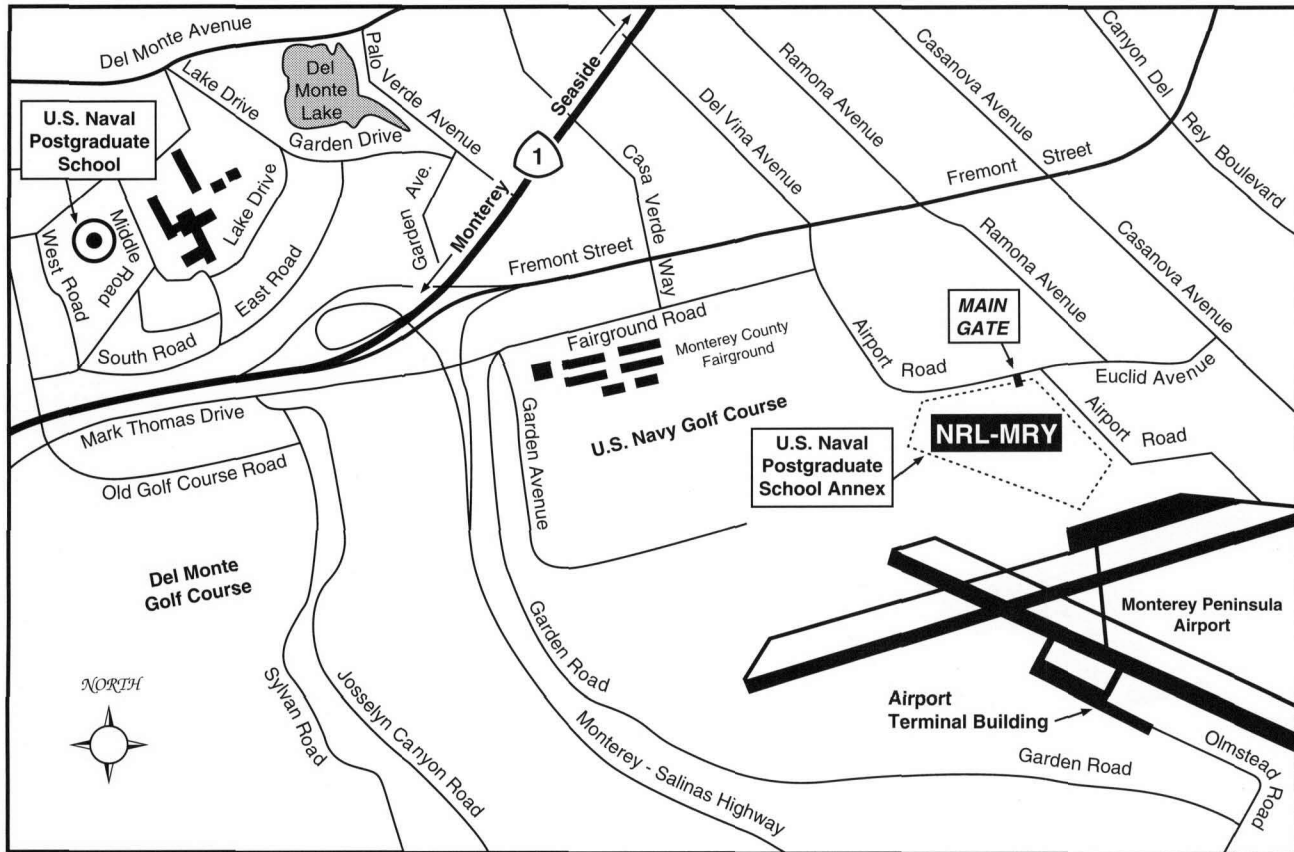 Del Monte Avenue
Lake Drive
Del
Monte
Lake
Palo Verde Avenue
Seaside
1
Monterey
Del Vina Avenue
Ramona Avenue
Casanova Avenue
Canyon Del Rey Boulevard
U.S. Naval
Postgraduate
School
Garden Drive
Garden Ave.
Casa Verde Way
Fremont Street
West Road
Middle Road
Lake Drive
East Road
South Road
Fremont Street
Ramona Avenue
Casanova Avenue
MAIN
GATE
Fairground Road
Monterey County
Fairground
Airport Road
Euclid Avenue
Mark Thomas Drive
Old Golf Course Road
Garden Avenue
U.S. Navy Golf Course
U.S. Naval
Postgraduate
School Annex
NRL-MRY
Airport Road
Del Monte
Golf Course
Monterey Peninsula
Airport
NORTH
Sylvan Road
Josselyn Canyon Road
Garden Road
Monterey - Salinas Highway
Airport
Terminal Building
Garden Road
Olmstead Road